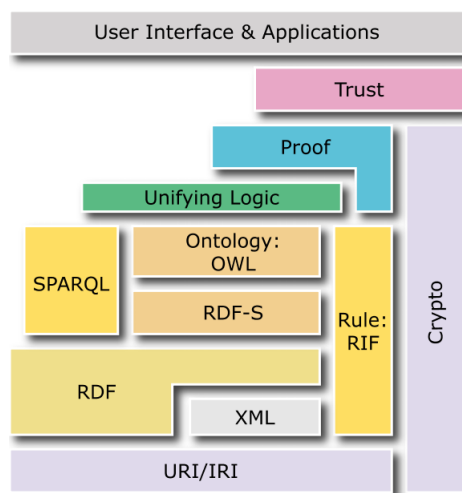 User Interface & Applications
Trust
Proof
Unifying Logic
Ontology:
OWL
SPARQL
RDF-S
Rule:
RIF
Crypto
RDF
XML
URI/IRI